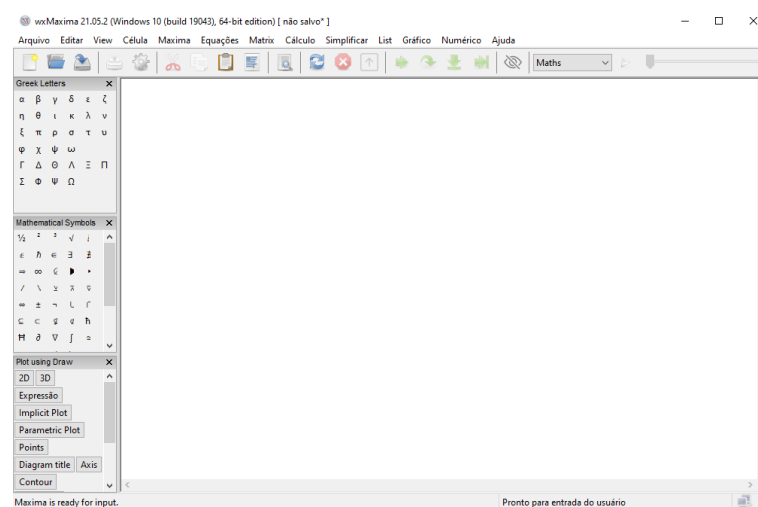 wxMaxima 21.05.2 (Windows 10 (build 19043), 64-bit edition) [ não salvo* ]
Arquivo Editar View Célula Maxima Equações Matrix Cálculo Simplificar List Gráfico Numérico Ajuda
Maths
Greek Letters
α β γ δ ε ζ
η θ ι κ λ ν
ξ π ρ σ τ υ
φ χ ψ ω
Γ Δ Θ Λ Ξ Π
Σ Φ Ψ Ω
Mathematical Symbols
½ ² ³ √ i
ε ℏ ∈ ∃ ∄
⇒ ∞
/ \
⇔ ± ¬
⊆ ⊂ ⊈ ⊄ ħ
Ħ ∂ ∇ ∫
Plot using Draw
2D 3D
Expressão
Implicit Plot
Parametric Plot
Points
Diagram title Axis
Contour
Maxima is ready for input. Pronto para entrada do usuário